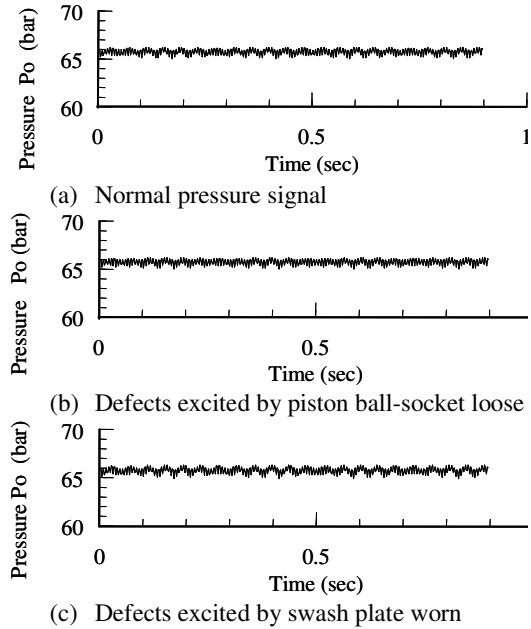 70
65
60
Pressure Po (bar)
0
0.5
1
Time (sec)
(a) Normal pressure signal
70
65
60
Pressure Po (bar)
0
0.5
Time (sec)
(b) Defects excited by piston ball-socket loose
70
65
60
Pressure Po (bar)
0
0.5
Time (sec)
(c) Defects excited by swash plate worn